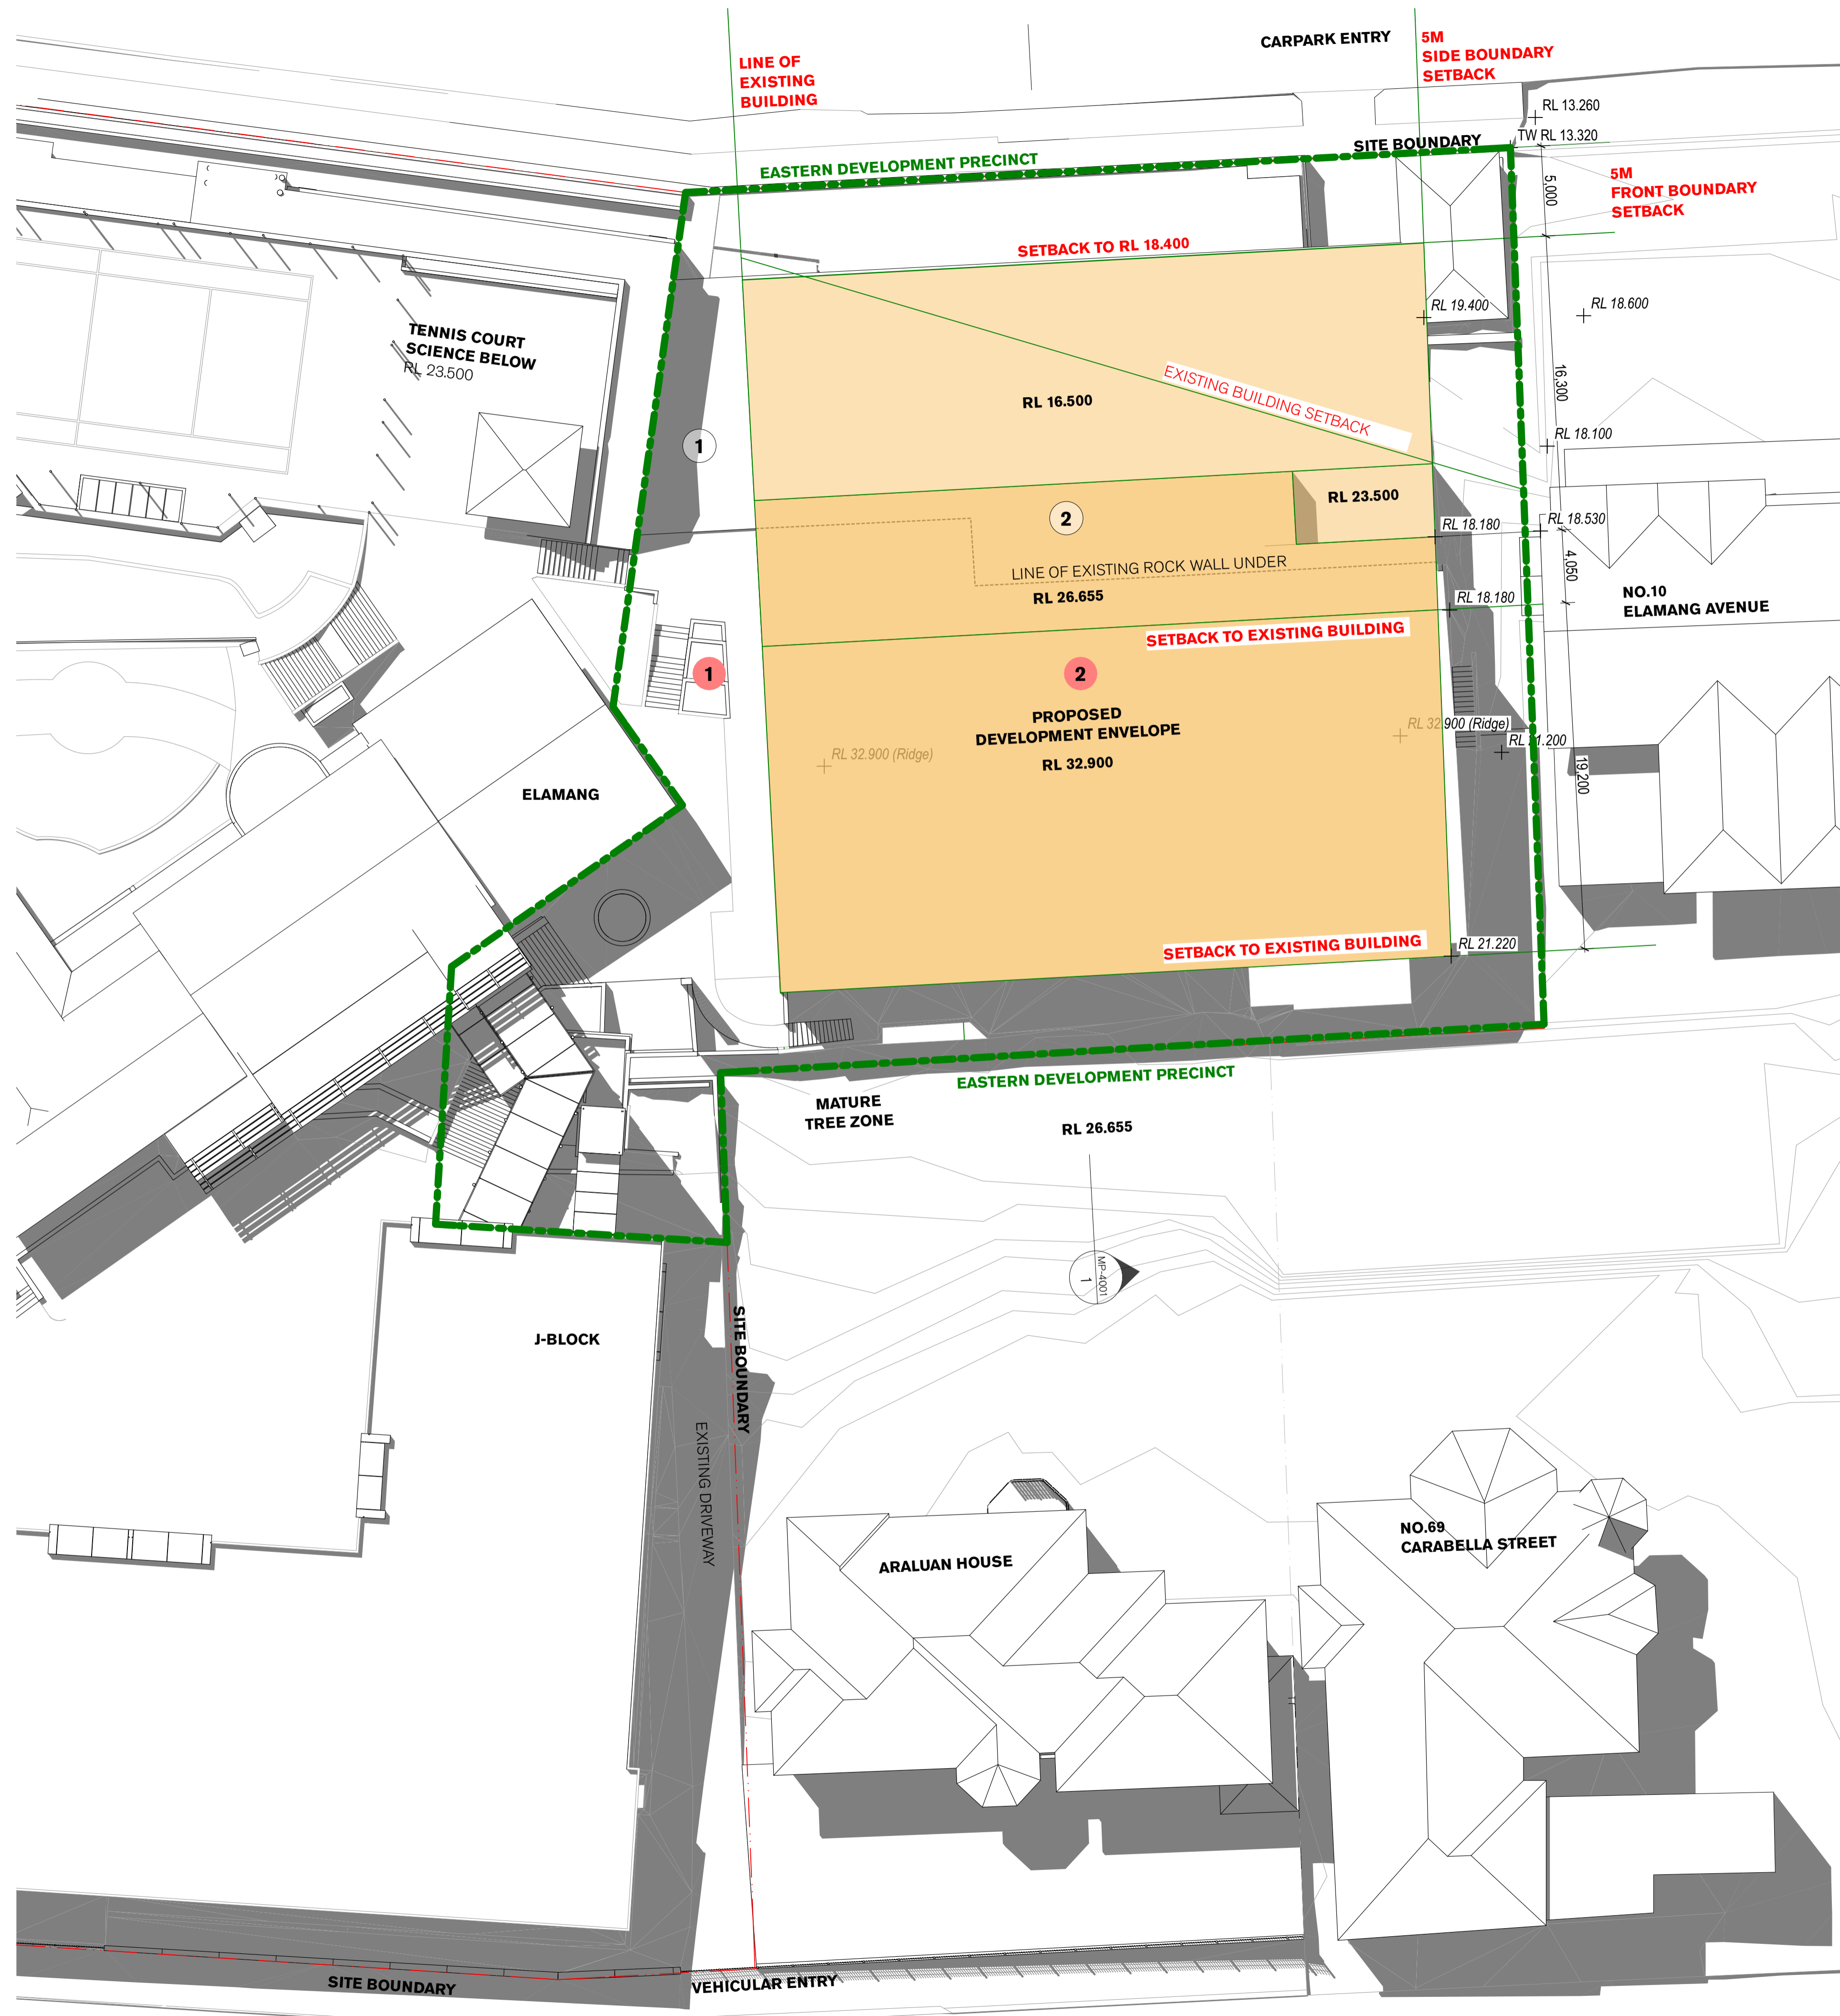 CARPARK ENTRY
5M
SIDE BOUNDARY
SETBACK
LINE OF
EXISTING
BUILDING
RL 13.260
TW RL 13.320
SITE BOUNDARY
EASTERN DEVELOPMENT PRECINCT
5M
FRONT BOUNDARY
SETBACK
5,000
SETBACK TO RL 18.400
RL 19.400
RL 18.600
TENNIS COURT
SCIENCE BELOW
RL 23.500
EXISTING BUILDING SETBACK
16,300
RL 16.500
1
RL 18.100
RL 23.500
2
RL 18.180
RL 18.530
LINE OF EXISTING ROCK WALL UNDER
4,050
RL 26.655
RL 18.180
NO.10
ELAMANG AVENUE
SETBACK TO EXISTING BUILDING
1
2
PROPOSED
DEVELOPMENT ENVELOPE
RL 32.900
RL 32.900 (Ridge)
RL 32.900 (Ridge)
RL 21.200
19,200
ELAMANG
SETBACK TO EXISTING BUILDING
RL 21.220
EASTERN DEVELOPMENT PRECINCT
MATURE
TREE ZONE
RL 26.655
MP-4001
1
SITE BOUNDARY
J-BLOCK
EXISTING DRIVEWAY
ARALUAN HOUSE
NO.69
CARABELLA STREET
SITE BOUNDARY
VEHICULAR ENTRY